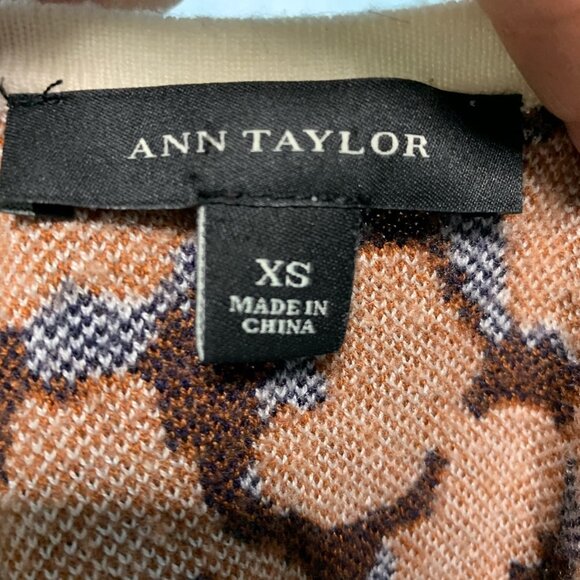 ANN TAYLOR
XS
MADE IN
CHINA